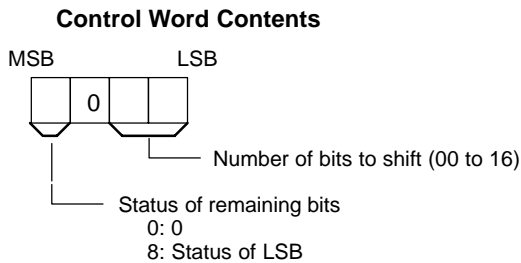 Control Word Contents
MSB LSB
0
Number of bits to shift (00 to 16)
Status of remaining bits
0: 0
8: Status of LSB